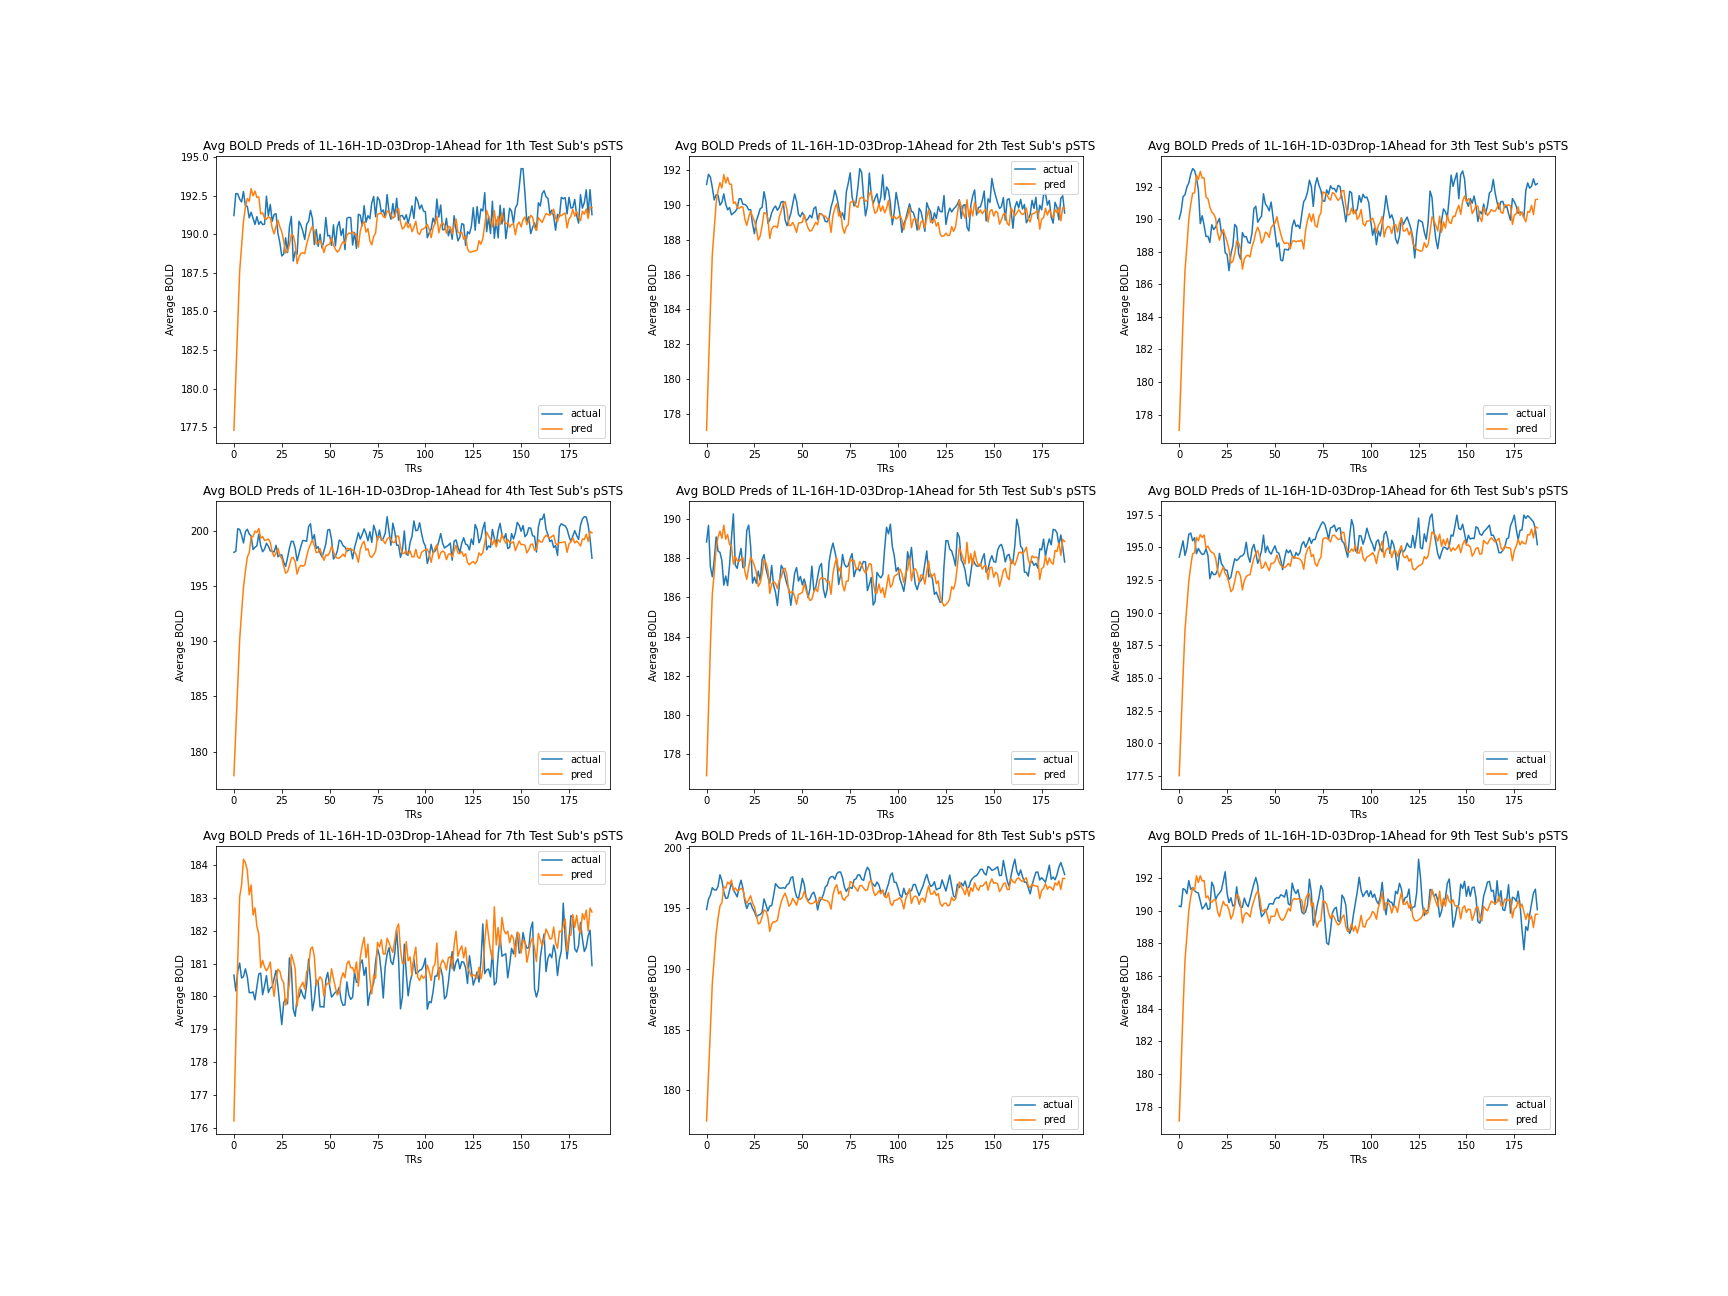 Avg BOLD Preds of 1L-16H-1D-03Drop-1Ahead for 1th Test Sub's pSTS
195.0
192.5
190.0
187.5
185.0
182.5
180.0
177.5
Average BOLD
actual
pred
0 25 50 75 100 125 150 175
TRs
Avg BOLD Preds of 1L-16H-1D-03Drop-1Ahead for 2th Test Sub's pSTS
192
190
188
186
184
182
180
178
Average BOLD
actual
pred
0 25 50 75 100 125 150 175
TRs
Avg BOLD Preds of 1L-16H-1D-03Drop-1Ahead for 3th Test Sub's pSTS
192
190
188
186
184
182
180
178
Average BOLD
actual
pred
0 25 50 75 100 125 150 175
TRs
Avg BOLD Preds of 1L-16H-1D-03Drop-1Ahead for 4th Test Sub's pSTS
200
195
190
185
180
Average BOLD
actual
pred
0 25 50 75 100 125 150 175
TRs
Avg BOLD Preds of 1L-16H-1D-03Drop-1Ahead for 5th Test Sub's pSTS
190
188
186
184
182
180
178
Average BOLD
actual
pred
0 25 50 75 100 125 150 175
TRs
Avg BOLD Preds of 1L-16H-1D-03Drop-1Ahead for 6th Test Sub's pSTS
197.5
195.0
192.5
190.0
187.5
185.0
182.5
180.0
177.5
Average BOLD
actual
pred
0 25 50 75 100 125 150 175
TRs
Avg BOLD Preds of 1L-16H-1D-03Drop-1Ahead for 7th Test Sub's pSTS
184
183
182
181
180
179
178
177
176
Average BOLD
actual
pred
0 25 50 75 100 125 150 175
TRs
Avg BOLD Preds of 1L-16H-1D-03Drop-1Ahead for 8th Test Sub's pSTS
200
195
190
185
180
Average BOLD
actual
pred
0 25 50 75 100 125 150 175
TRs
Avg BOLD Preds of 1L-16H-1D-03Drop-1Ahead for 9th Test Sub's pSTS
192
190
188
186
184
182
180
178
Average BOLD
actual
pred
0 25 50 75 100 125 150 175
TRs